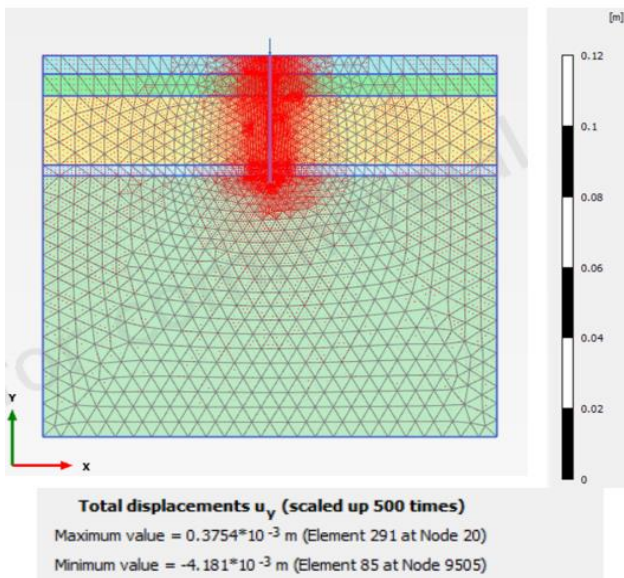 [m]
0.12
0.1
0.08
0.06
0.04
0.02
0
Y
X
Total displacements u_y (scaled up 500 times)
Maximum value = 0.3754*10 -3 m (Element 291 at Node 20)
Minimum value = -4.181*10 -3 m (Element 85 at Node 9505)